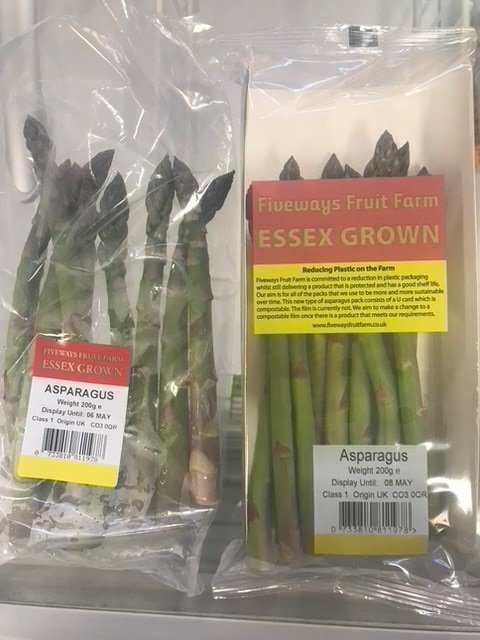 FIVEWAYS FRUIT FARM
ESSEX GROWN
ASPARAGUS
Weight 200g e
Display Until: 06 MAY
Class 1 Origin UK CO3 0QR
0 733810 811978
Fiveways Fruit Farm
ESSEX GROWN
Reducing Plastic on the Farm
Fiveways Fruit Farm is committed to a reduction in plastic packaging
whilst still delivering a product that is protected and has a good shelf life.
Our aim is for all of the packs that we use to be more and more sustainable
over time. This new type of asparagus pack consists of a U card which is
compostable. The film is currently not. We aim to make a change to a
compostable film once there is a product that meets our requirements.
www.fivewaysfruitfarm.co.uk
Asparagus
Weight 200g e
Display Until: 08 MAY
Class 1 Origin UK CO3 0QR
0 733810 811978 >